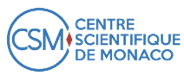 CSM
CENTRE
SCIENTIFIQUE
DE MONACO